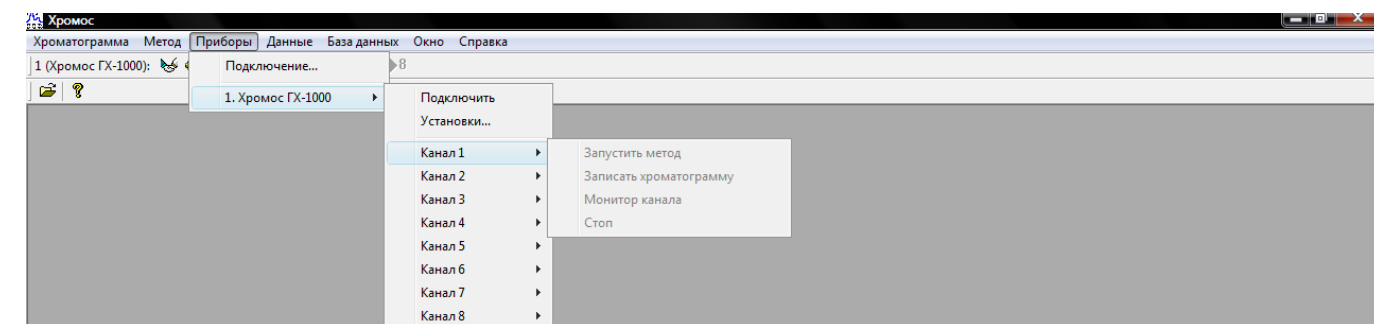 Хромос
Хроматограмма Метод Приборы Данные База данных Окно Справка
1 (Хромос ГХ-1000): 8
Подключение...
1. Хромос ГХ-1000
Подключить
Установки...
Канал 1
Канал 2
Канал 3
Канал 4
Канал 5
Канал 6
Канал 7
Канал 8
Запустить метод
Записать хроматограмму
Монитор канала
Стоп